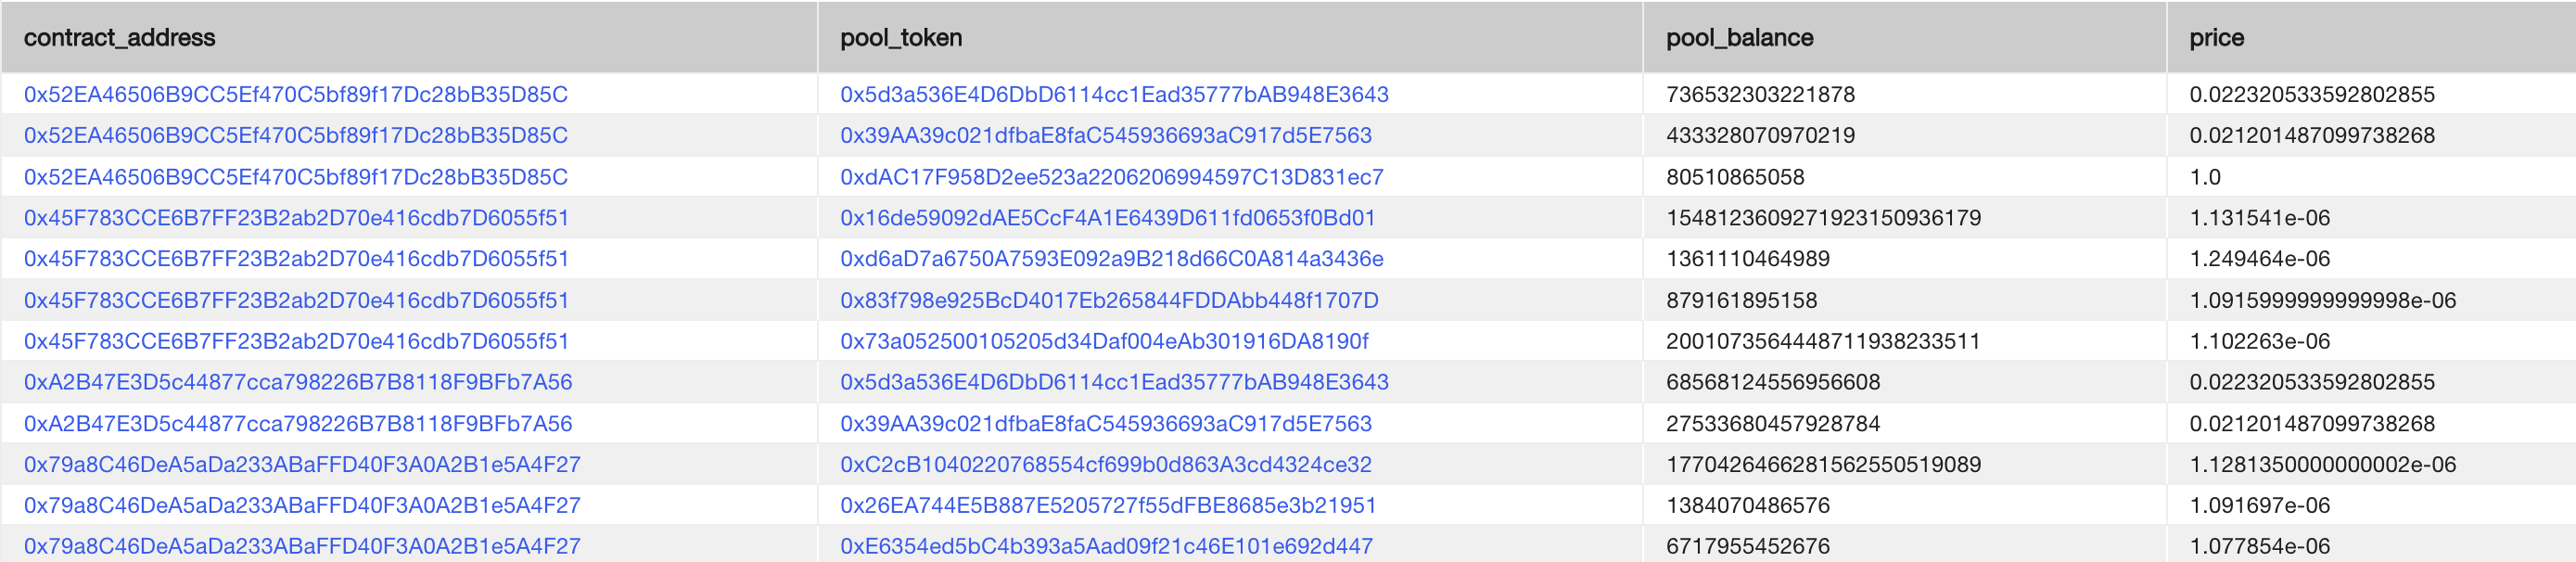 contract_address pool_token pool_balance price
0x52EA46506B9CC5Ef470C5bf89f17Dc28bB35D85C 0x5d3a536E4D6DbD6114cc1Ead35777bAB948E3643 736532303221878 0.022320533592802855
0x52EA46506B9CC5Ef470C5bf89f17Dc28bB35D85C 0x39AA39c021dfbaE8faC545936693aC917d5E7563 433328070970219 0.021201487099738268
0x52EA46506B9CC5Ef470C5bf89f17Dc28bB35D85C 0xdAC17F958D2ee523a2206206994597C13D831ec7 80510865058 1.0
0x45F783CCE6B7FF23B2ab2D70e416cdb7D6055f51 0x16de59092dAE5CcF4A1E6439D611fd0653f0Bd01 1548123609271923150936179 1.131541e-06
0x45F783CCE6B7FF23B2ab2D70e416cdb7D6055f51 0xd6aD7a6750A7593E092a9B218d66C0A814a3436e 1361110464989 1.249464e-06
0x45F783CCE6B7FF23B2ab2D70e416cdb7D6055f51 0x83f798e925BcD4017Eb265844FDDAbb448f1707D 879161895158 1.0915999999999998e-06
0x45F783CCE6B7FF23B2ab2D70e416cdb7D6055f51 0x73a052500105205d34Daf004eAb301916DA8190f 2001073564448711938233511 1.102263e-06
0xA2B47E3D5c44877cca798226B7B8118F9BFb7A56 0x5d3a536E4D6DbD6114cc1Ead35777bAB948E3643 68568124556956608 0.022320533592802855
0xA2B47E3D5c44877cca798226B7B8118F9BFb7A56 0x39AA39c021dfbaE8faC545936693aC917d5E7563 27533680457928784 0.021201487099738268
0x79a8C46DeA5aDa233ABaFFD40F3A0A2B1e5A4F27 0xC2cB1040220768554cf699b0d863A3cd4324ce32 1770426466281562550519089 1.1281350000000002e-06
0x79a8C46DeA5aDa233ABaFFD40F3A0A2B1e5A4F27 0x26EA744E5B887E5205727f55dFBE8685e3b21951 1384070486576 1.091697e-06
0x79a8C46DeA5aDa233ABaFFD40F3A0A2B1e5A4F27 0xE6354ed5bC4b393a5Aad09f21c46E101e692d447 6717955452676 1.077854e-06